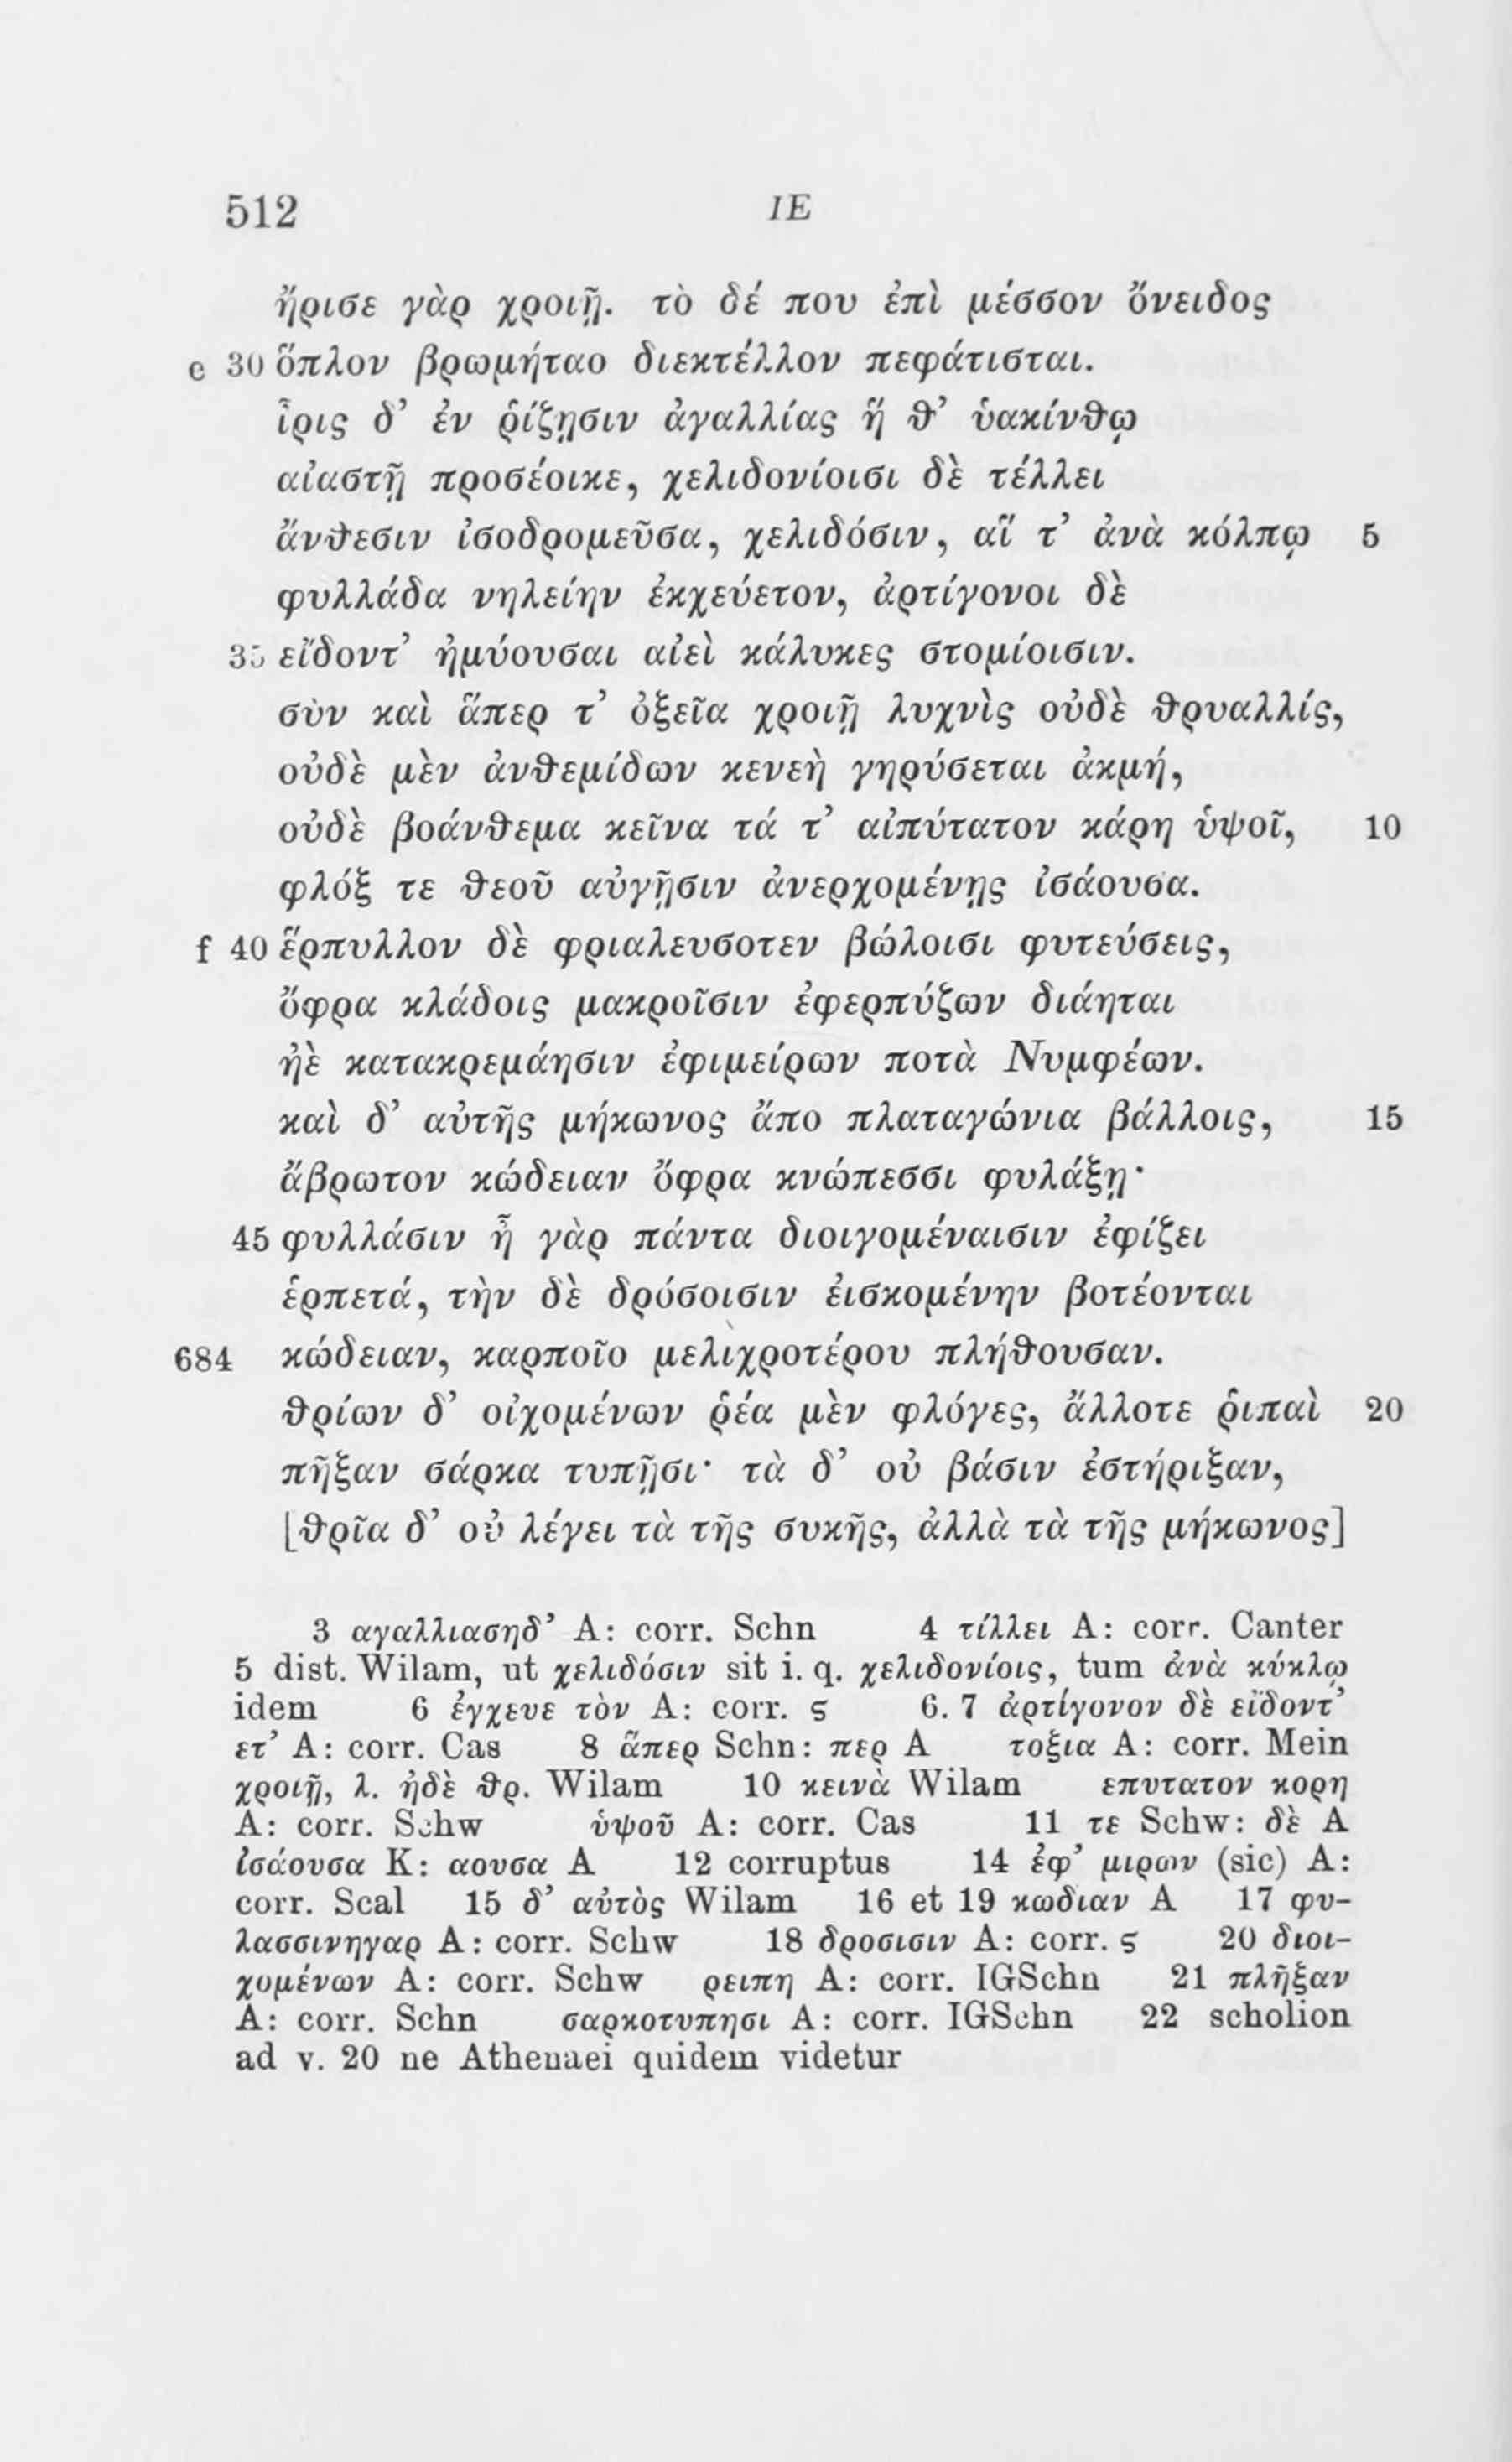 512 IE
ἤρισε γὰρ χροιῇ. τὸ δέ που ἐπὶ μέσσον ὄνειδος
e 30 ὅπλον βρωμήταο διεκτέλλον πεφάτισται.
ἶρις δ’ ἐν ῥίζῃσιν ἀγαλλίας ἥ θ’ ὑακίνθῳ
αἰαστῇ προσέοικε, χελιδονίοισι δὲ τέλλει
ἄνθεσιν ἰσοδρομεῦσα, χελιδόσιν, αἵ τ’ ἀνὰ κόλπῳ 5
φυλλάδα νηλείην ἐκχεύετον, ἀρτίγονοι δὲ
35 εἴδοντ’ ἠμύουσαι αἰεὶ κάλυκες στομίοισιν.
σὺν καὶ ἅπερ τ’ ὀξεῖα χροιῇ λυχνὶς οὐδὲ θρυαλλίς,
οὐδὲ μὲν ἀνθεμίδων κενεὴ γηρύσεται ἀκμή,
οὐδὲ βοάνθεμα κεῖνα τά τ’ αἰπύτατον κάρη ὑψοῖ, 10
φλόξ τε θεοῦ αὐγῇσιν ἀνερχομένῃς ἰσάουσα.
f 40 ἕρπυλλον δὲ φριαλευσοτεν βώλοισι φυτεύσεις,
ὄφρα κλάδοις μακροῖσιν ἐφερπύζων διάηται
ἠὲ κατακρεμάησιν ἐφιμείρων ποτὰ Νυμφέων.
καὶ δ’ αὐτῆς μήκωνος ἄπο πλαταγώνια βάλλοις, 15
ἄβρωτον κώδειαν ὄφρα κνώπεσσι φυλάξῃ·
45 φυλλάσιν ἦ γὰρ πάντα διοιγομέναισιν ἐφίζει
ἑρπετά, τὴν δὲ δρόσοισιν ἐισκομένην βοτέονται
684 κώδειαν, καρποῖο μελιχροτέρου πλήθουσαν.
θρίων δ’ οἰχομένων ῥέα μὲν φλόγες, ἄλλοτε ῥιπαὶ 20
πῆξαν σάρκα τυπῇσι· τὰ δ’ οὐ βάσιν ἐστήριξαν,
[θρῖα δ’ οὐ λέγει τὰ τῆς συκῆς, ἀλλὰ τὰ τῆς μήκωνος]
3 αγαλλιασηδ’ A: corr. Schn 4 τίλλει A: corr. Canter
5 dist. Wilam, ut χελιδόσιν sit i. q. χελιδονίοις, tum ἀνὰ κύκλῳ
idem 6 ἐγχευε τὸν A: corr. ς 6. 7 ἀρτίγονον δὲ εἴδοντ’
ετ’ A: corr. Cas 8 ἅπερ Schn: περ A τοξια A: corr. Mein
χροιῇ, λ. ἠδὲ θρ. Wilam 10 κεινὰ Wilam επυτατον κορη
A: corr. Schw ὑψοῦ A: corr. Cas 11 τε Schw: δὲ A
ἰσάουσα K: αουσα A 12 corruptus 14 ἐφ’ μιρων (sic) A:
corr. Scal 15 δ’ αὐτὸς Wilam 16 et 19 κωδιαν A 17 φυ-
λασσινηγαρ A: corr. Schw 18 δροσισιν A: corr. ς 20 διοι-
χομένων A: corr. Schw ρειπη A: corr. IGSchn 21 πλῆξαν
A: corr. Schn σαρκοτυπησι A: corr. IGSchn 22 scholion
ad v. 20 ne Athenaei quidem videtur